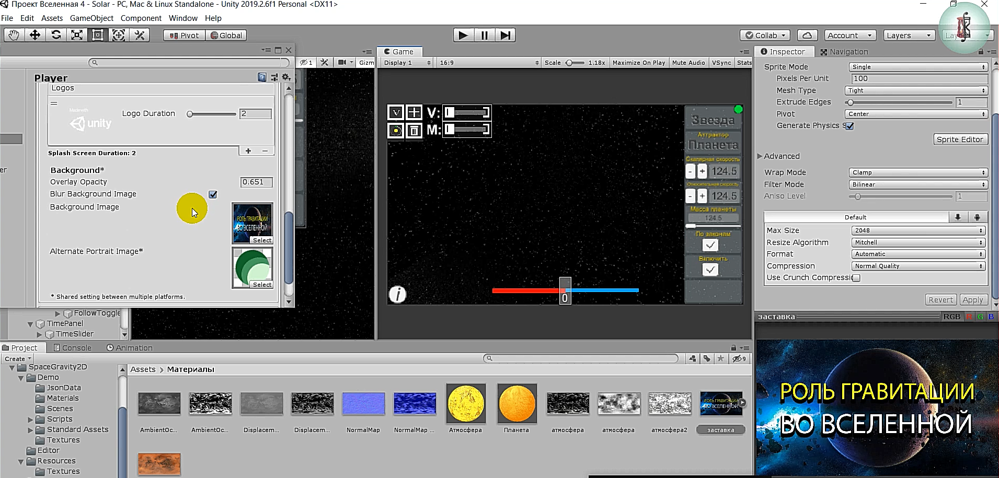 Проект Вселенная 4 - Solar - PC, Mac & Linux Standalone - Unity 2019.2.6f1 Personal <DX11>
File Edit Assets GameObject Component Window Help
Pivot Global
Collab Account Layers
Player
Logos
Made with
unity
Logo Duration 2
Splash Screen Duration: 2
Background*
Overlay Opacity 0.651
Blur Background Image
Background Image
РОЛЬ ГРАВИТАЦИИ
ВО ВСЕЛЕННОЙ
Select
Alternate Portrait Image*
Select
* Shared setting between multiple platforms.
er
FollowToggle
TimePanel
TimeSlider
1 Gizm
Game
Display 1 16:9 Scale 1.18x Maximize On Play Mute Audio VSync Stats
V:
M:
Звезда
Аттрактор
Планета
Скалярная скорость
- + 124.5
Относительная скорость
- + 124.5
Масса планеты
124.5
По законам
Включить
i
0
Inspector Navigation
Sprite Mode Single
Pixels Per Unit 100
Mesh Type Tight
Extrude Edges 1
Pivot Center
Generate Physics S
Sprite Editor
Advanced
Wrap Mode Clamp
Filter Mode Bilinear
Aniso Level 1
Default
Max Size 2048
Resize Algorithm Mitchell
Format Automatic
Compression Normal Quality
Use Crunch Compressi
Revert Apply
заставка RGB R G B
РОЛЬ ГРАВИТАЦИИ
ВО ВСЕЛЕННОЙ
Project Console Animation
Create 9
SpaceGravity2D
Demo
JsonData
Materials
Scenes
Scripts
Standard Assets
Textures
Editor
Resources
Textures
Assets > Материалы
AmbientOc... AmbientOc... Displacem... Displacem... NormalMap NormalMap ... Атмосфера Планета атмосфера атмосфера атмосфера2 заставка
РОЛЬ ГРАВИТАЦИИ
ВО ВСЕЛЕННОЙ